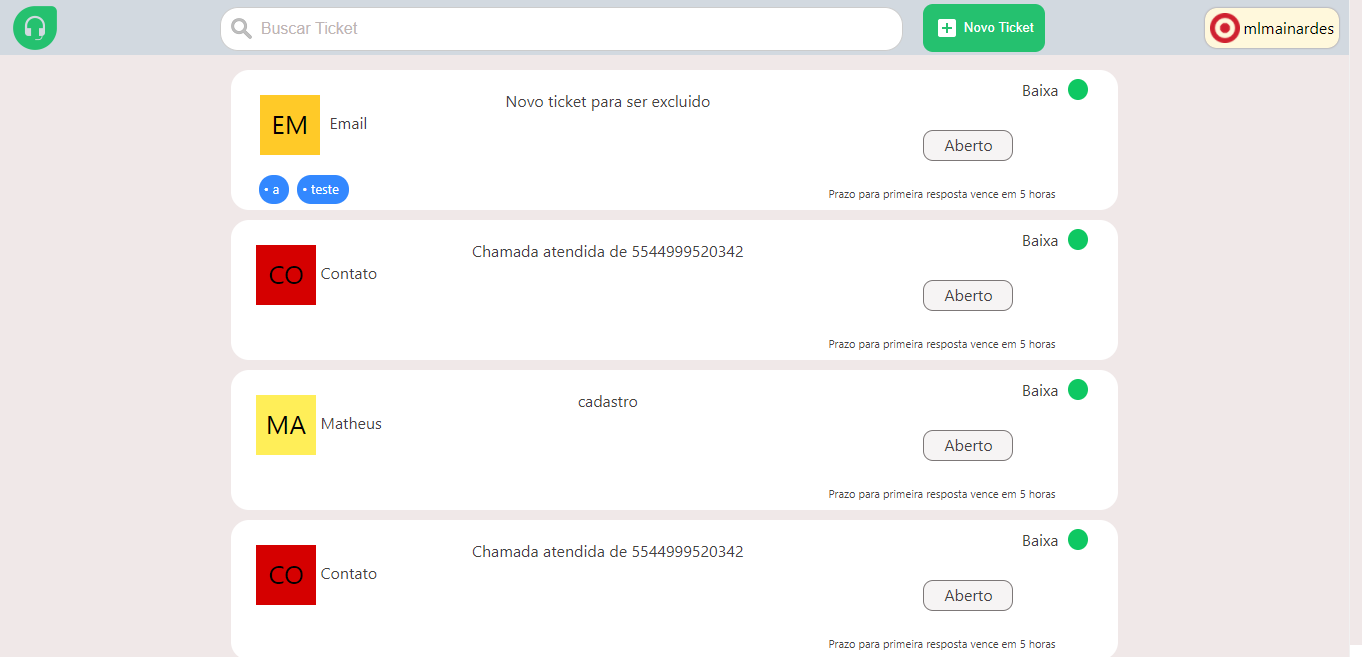 Buscar Ticket
Novo Ticket
mlmainardes
Novo ticket para ser excluido
Baixa
EM
Email
Aberto
• a
• teste
Prazo para primeira resposta vence em 5 horas
Chamada atendida de 5544999520342
Baixa
CO
Contato
Aberto
Prazo para primeira resposta vence em 5 horas
cadastro
Baixa
MA
Matheus
Aberto
Prazo para primeira resposta vence em 5 horas
Chamada atendida de 5544999520342
Baixa
CO
Contato
Aberto
Prazo para primeira resposta vence em 5 horas